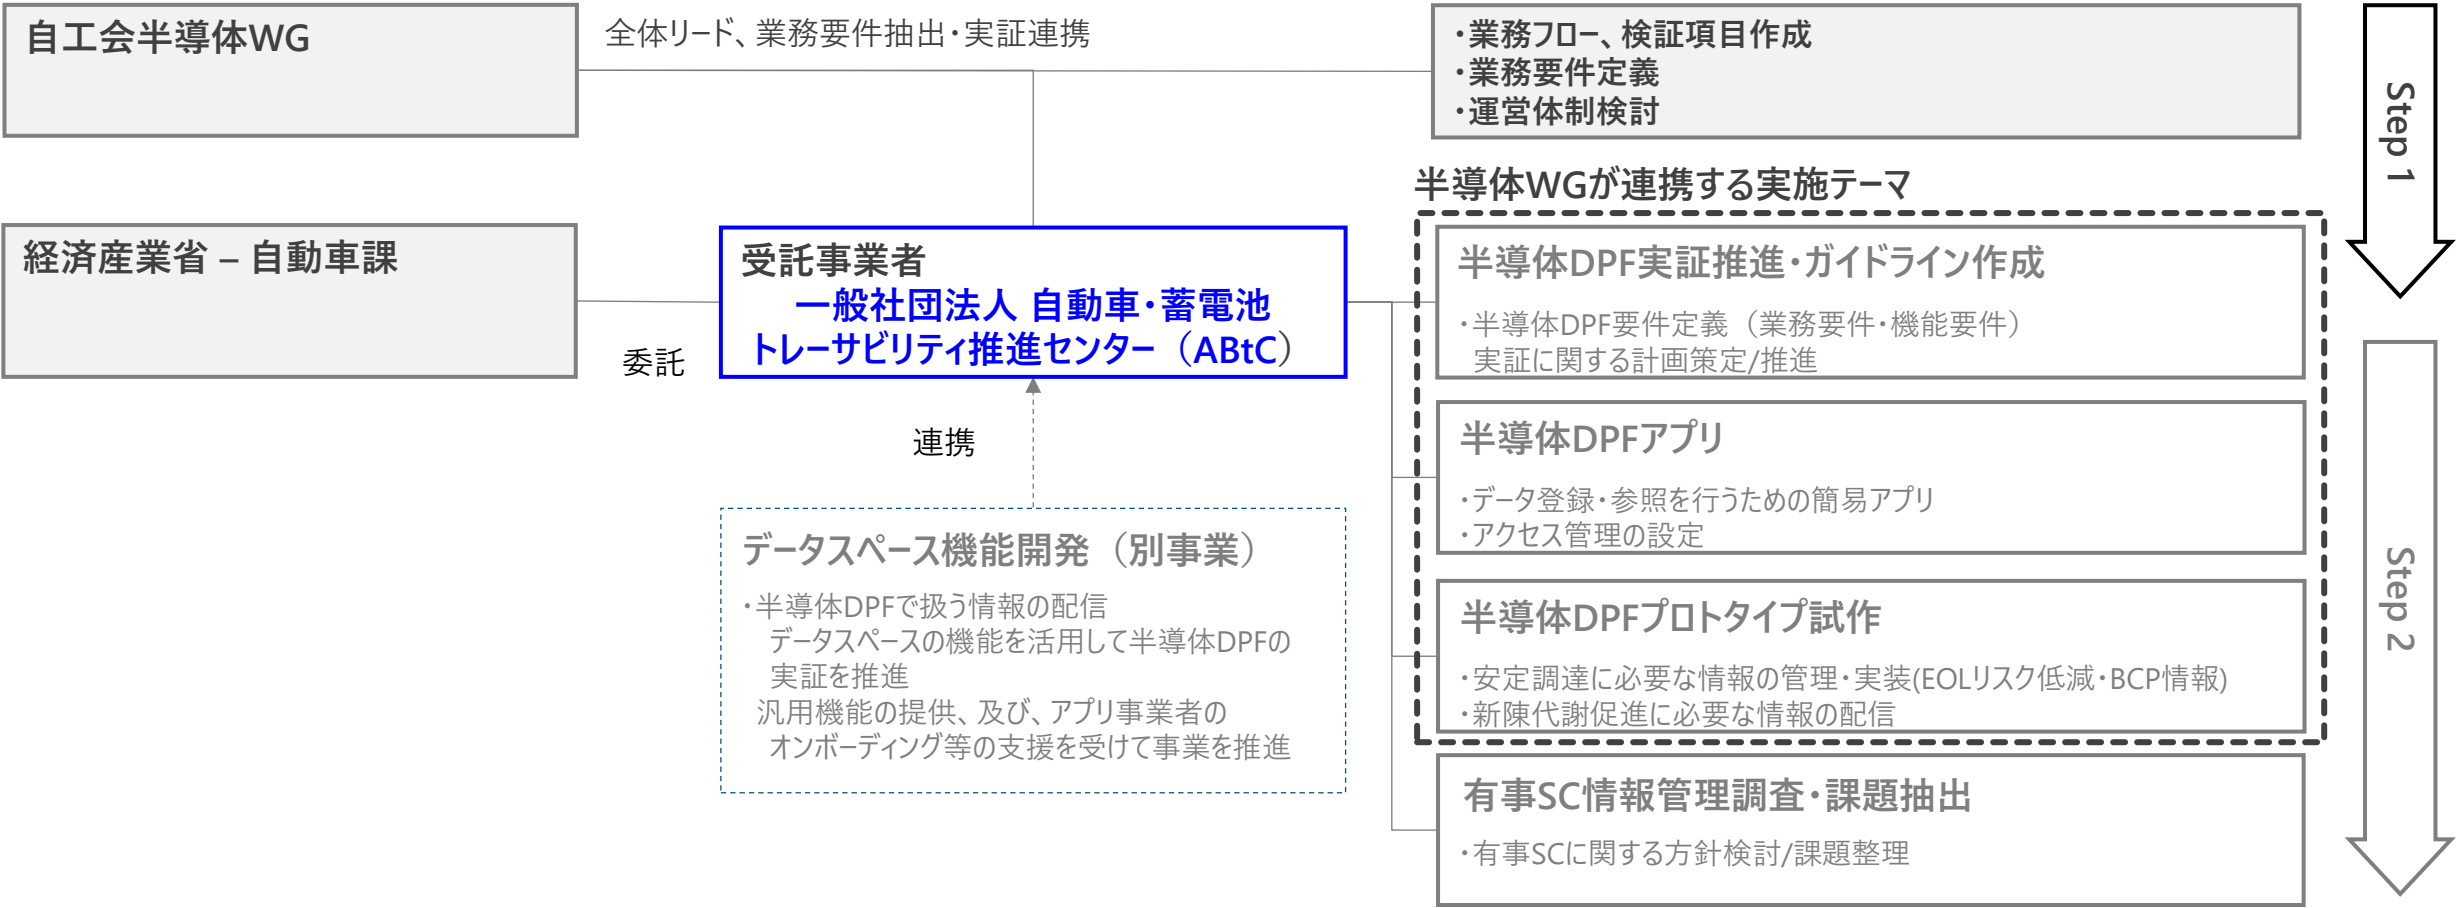 自工会半導体WG
全体リード、業務要件抽出・実証連携
・業務フロー、検証項目作成
・業務要件定義
・運営体制検討
Step 1
半導体WGが連携する実施テーマ
経済産業省 – 自動車課
委託
受託事業者
一般社団法人 自動車・蓄電池
トレーサビリティ推進センター（ABtC）
連携
データスペース機能開発（別事業）
・半導体DPFで扱う情報の配信
データスペースの機能を活用して半導体DPFの
実証を推進
汎用機能の提供、及び、アプリ事業者の
オンボーディング等の支援を受けて事業を推進
半導体DPF実証推進・ガイドライン作成
・半導体DPF要件定義（業務要件・機能要件）
実証に関する計画策定/推進
半導体DPFアプリ
・データ登録・参照を行うための簡易アプリ
・アクセス管理の設定
半導体DPFプロトタイプ試作
・安定調達に必要な情報の管理・実装(EOLリスク低減・BCP情報)
・新陳代謝促進に必要な情報の配信
有事SC情報管理調査・課題抽出
・有事SCに関する方針検討/課題整理
Step 2